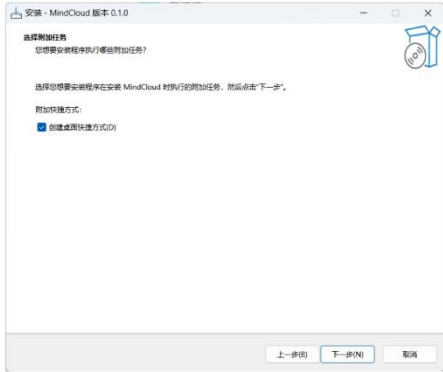 安装 - MindCloud 版本 0.1.0
选择附加任务
您想要安装程序执行哪些附加任务?
选择您想要安装程序在安装 MindCloud 时执行的附加任务，然后点击“下一步”。
附加快捷方式:
创建桌面快捷方式(D)
上一步(B) 下一步(N) 取消